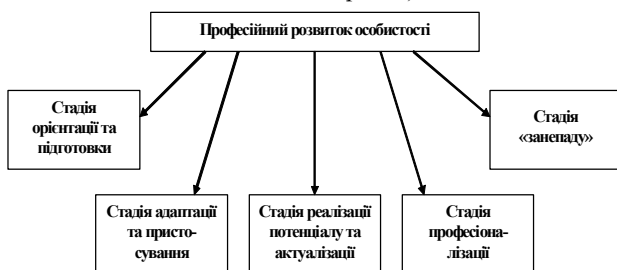 Професійний розвиток особистості
Стадія
орієнтації та
підготовки
Стадія
«занепаду»
Стадія адаптації
та присто-
сування
Стадія реалізації
потенціалу та
актуалізації
Стадія
професіона-
лізації